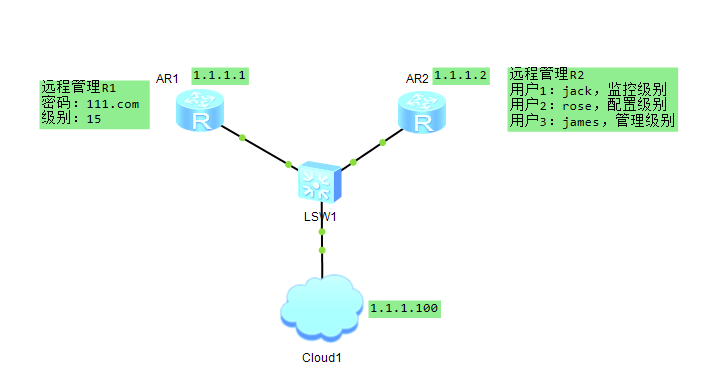 AR1
1.1.1.1
AR2
1.1.1.2
远程管理R1
密码：111.com
级别：15
远程管理R2
用户1：jack，监控级别
用户2：rose，配置级别
用户3：james，管理级别
R
R
LSW1
1.1.1.100
Cloud1